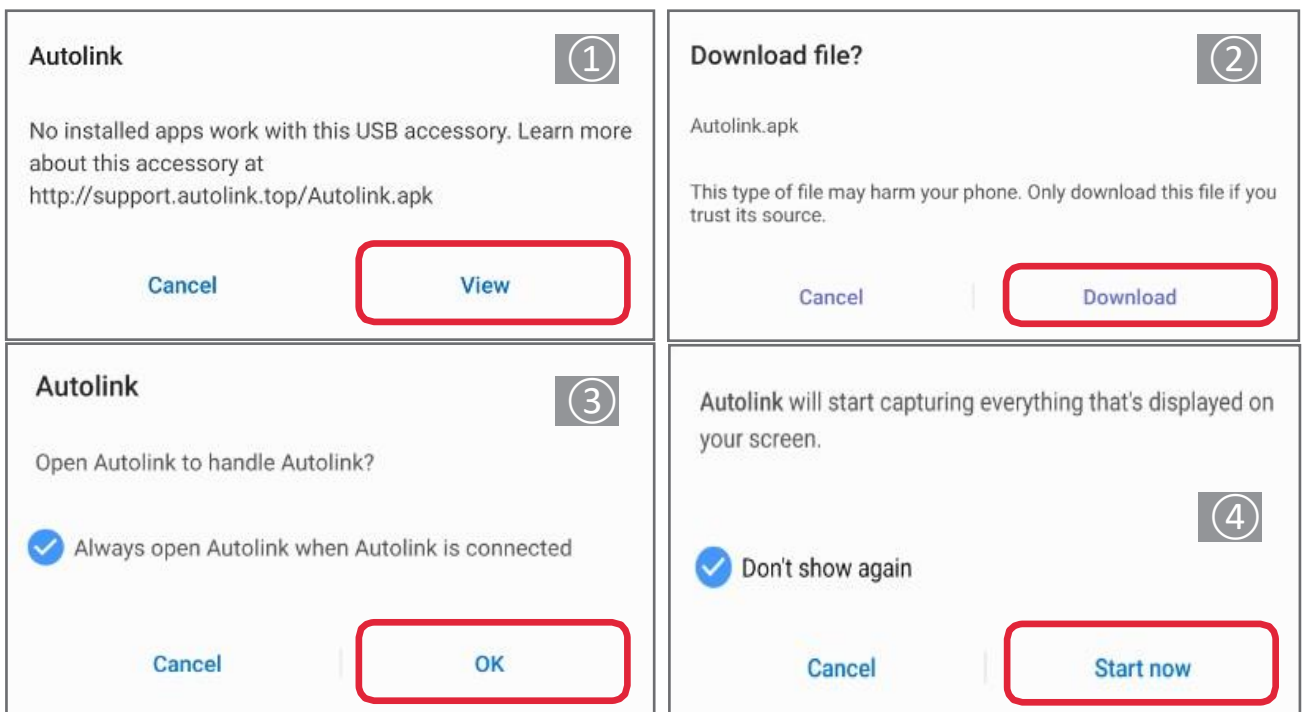 Autolink
①
No installed apps work with this USB accessory. Learn more
about this accessory at
http://support.autolink.top/Autolink.apk
Cancel
View
Download file?
②
Autolink.apk
This type of file may harm your phone. Only download this file if you
trust its source.
Cancel
Download
Autolink
③
Open Autolink to handle Autolink?
Always open Autolink when Autolink is connected
Cancel
OK
Autolink will start capturing everything that's displayed on
your screen.
④
Don't show again
Cancel
Start now